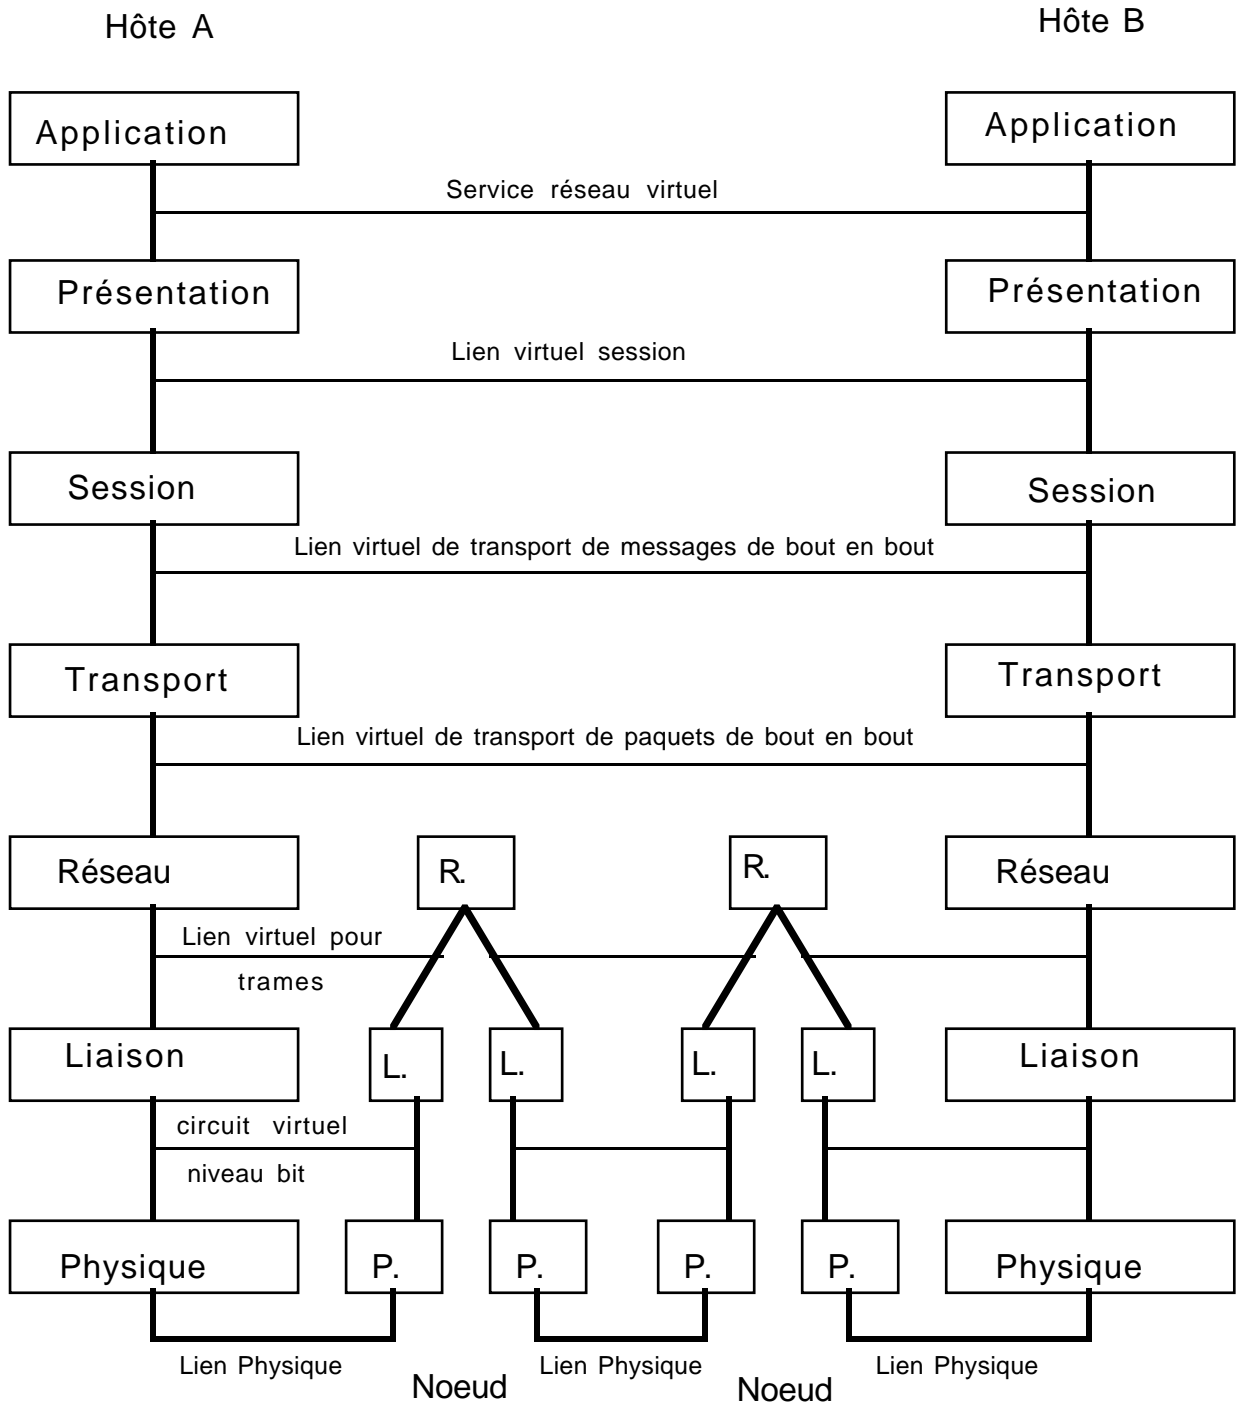 Hôte A
Hôte B
Application
Application
Service réseau virtuel
Présentation
Présentation
Lien virtuel session
Session
Session
Lien virtuel de transport de messages de bout en bout
Transport
Transport
Lien virtuel de transport de paquets de bout en bout
Réseau
R.
R.
Réseau
Lien virtuel pour
trames
Liaison
L.
L.
L.
L.
Liaison
circuit virtuel
niveau bit
Physique
P.
P.
P.
P.
Physique
Lien Physique
Lien Physique
Lien Physique
Noeud
Noeud